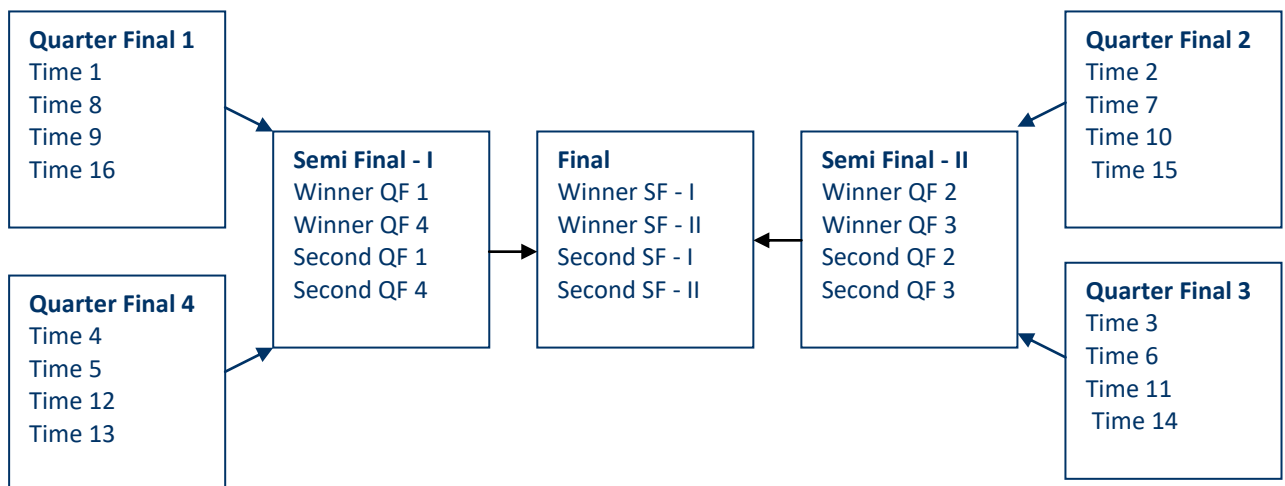 Quarter Final 1
Time 1
Time 8
Time 9
Time 16
Quarter Final 4
Time 4
Time 5
Time 12
Time 13
Semi Final - I
Winner QF 1
Winner QF 4
Second QF 1
Second QF 4
Final
Winner SF - I
Winner SF - II
Second SF - I
Second SF - II
Semi Final - II
Winner QF 2
Winner QF 3
Second QF 2
Second QF 3
Quarter Final 2
Time 2
Time 7
Time 10
Time 15
Quarter Final 3
Time 3
Time 6
Time 11
Time 14